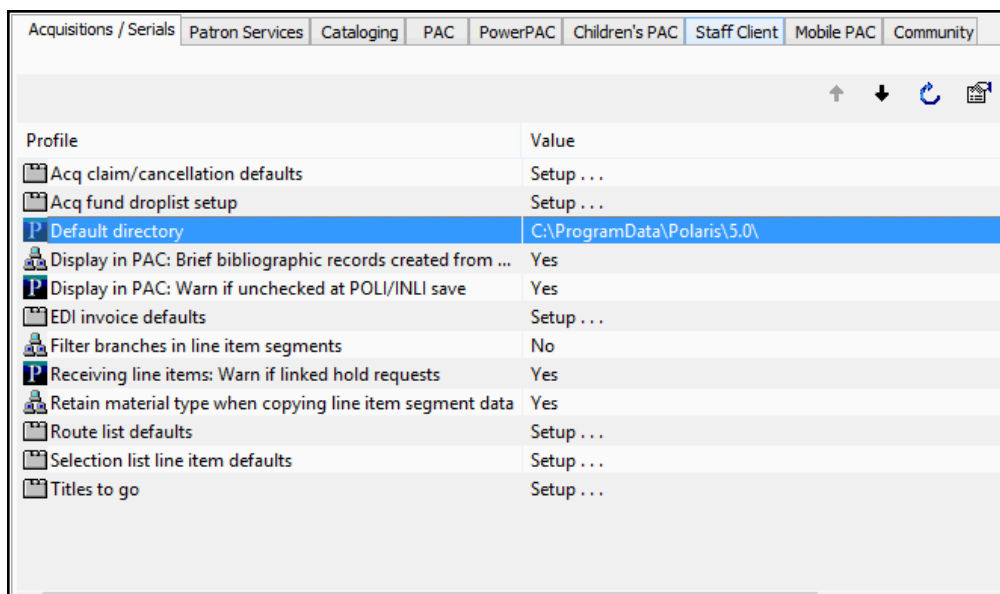 Acquisitions / Serials Patron Services Cataloging PAC PowerPAC Children's PAC Staff Client Mobile PAC Community
Profile Value
Acq claim/cancellation defaults Setup . . .
Acq fund droplist setup Setup . . .
P Default directory C:\ProgramData\Polaris\5.0\
Display in PAC: Brief bibliographic records created from ... Yes
P Display in PAC: Warn if unchecked at POLI/INLI save Yes
EDI invoice defaults Setup . . .
Filter branches in line item segments No
P Receiving line items: Warn if linked hold requests Yes
Retain material type when copying line item segment data Yes
Route list defaults Setup . . .
Selection list line item defaults Setup . . .
Titles to go Setup . . .